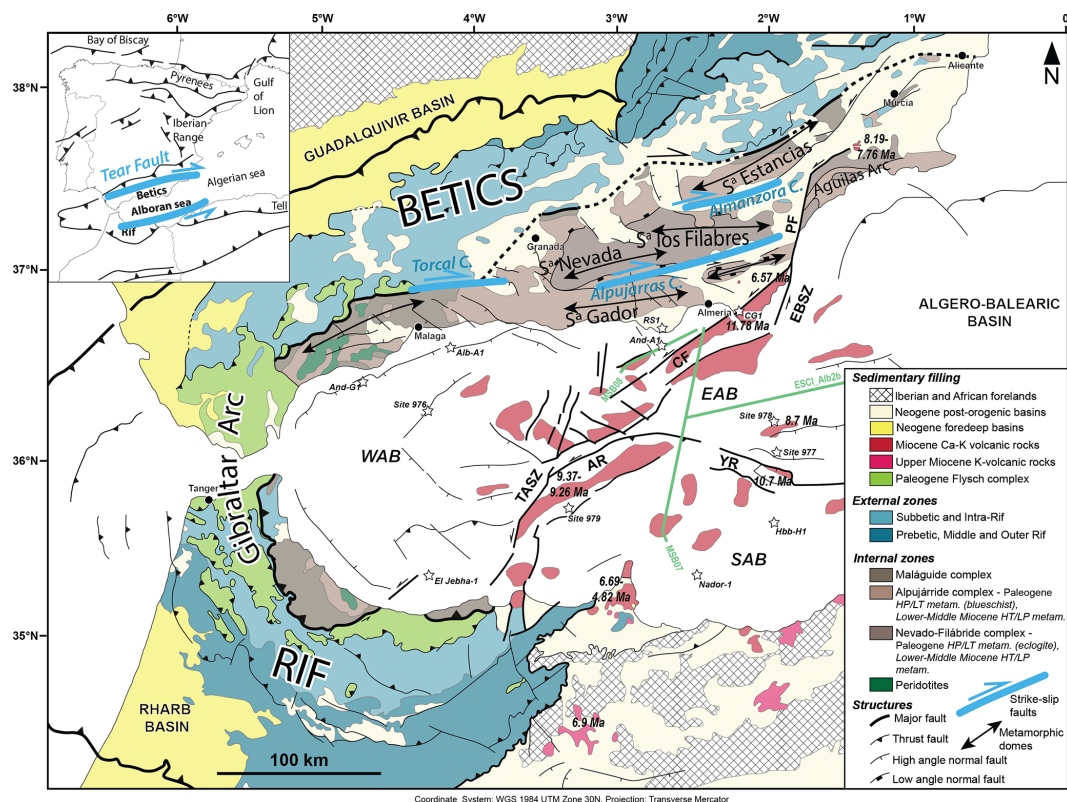 6°W
5°W
4°W
3°W
2°W
1°W
0
38°N
37°N
36°N
35°N
Bay of Biscay
Pyrenees
Gulf
of
Lion
Iberian
Range
Tear Fault
Betics
Algerian sea
Alboran sea
Tell
Rif
N
GUADALQUIVIR BASIN
BETICS
Alicante
Murcia
8.19-
7.76 Ma
Sª Estancias
Almanzora C.
Aguilas Arc
PF
Granada
Sª los Filabres
Sª Nevada
Torcal C.
Alpujarras C.
6.57 Ma
Sª Gador
Almeria
CG1
11.78 Ma
EBSZ
ALGERO-BALEARIC
BASIN
Malaga
RS1
And-A1
Alb-A1
And-G1
CF
MSB08
EAB
ESCI_Alb2b
Site 976
Site 978
8.7 Ma
Gibraltar Arc
WAB
Site 977
TASZ
AR
YR
9.37-
9.26 Ma
10.7 Ma
Tanger
Site 979
Hbb-H1
MSB07
SAB
El Jebha-1
Nador-1
6.69-
4.82 Ma
RIF
RHARB
BASIN
6.9 Ma
100 km
Sedimentary filling
Iberian and African forelands
Neogene post-orogenic basins
Neogene foredeep basins
Miocene Ca-K volcanic rocks
Upper Miocene K-volcanic rocks
Paleogene Flysch complex
External zones
Subbetic and Intra-Rif
Prebetic, Middle and Outer Rif
Internal zones
Maláguide complex
Alpujárride complex - Paleogene
HP/LT metam. (blueschist),
Lower-Middle Miocene HT/LP metam.
Nevado-Filábride complex -
Paleogene HP/LT metam. (eclogite),
Lower-Middle Miocene HT/LP
metam.
Peridotites
Structures
Major fault
Thrust fault
High angle normal fault
Low angle normal fault
Strike-slip
faults
Metamorphic
domes
Coordinate System: WGS 1984 UTM Zone 30N, Projection: Transverse Mercator